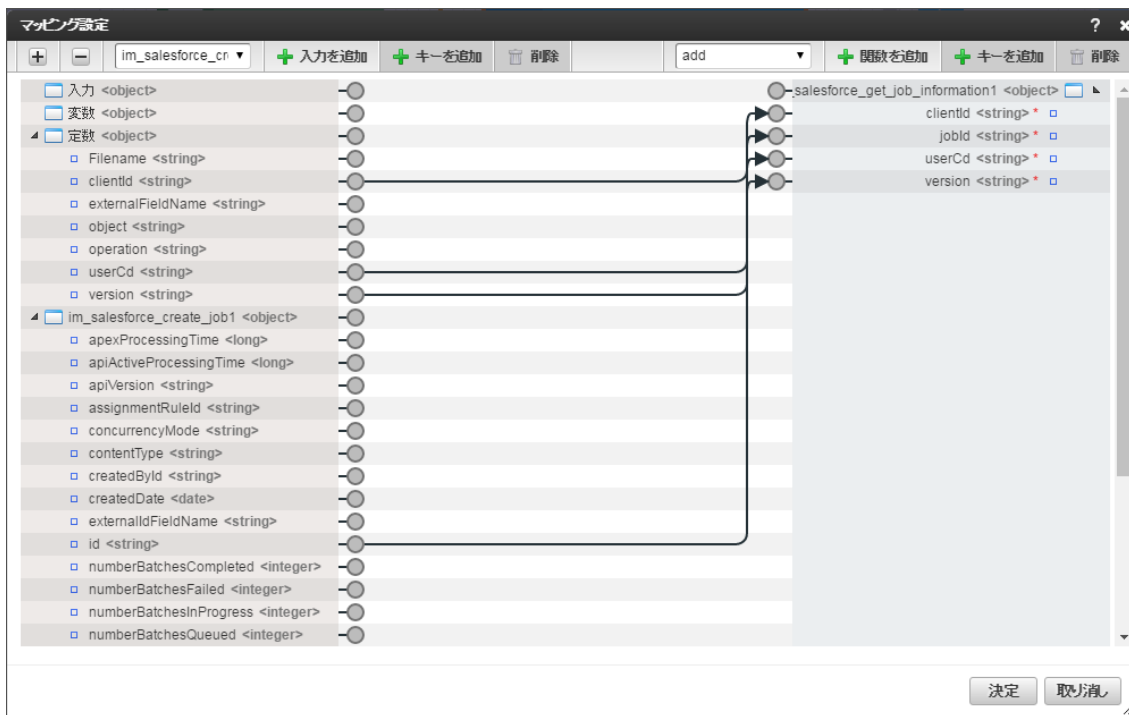 マッピング設定
? ×
im_salesforce_cr 入力を追加 キーを追加 削除 add 関数を追加 キーを追加 削除
入力 <object> salesforce_get_job_information1 <object>
変数 <object> clientId <string> *
定数 <object> jobId <string> *
Filename <string> userCd <string> *
clientId <string> version <string> *
externalFieldName <string>
object <string>
operation <string>
userCd <string>
version <string>
im_salesforce_create_job1 <object>
apexProcessingTime <long>
apiActiveProcessingTime <long>
apiVersion <string>
assignmentRuleId <string>
concurrencyMode <string>
contentType <string>
createdById <string>
createdDate <date>
externalIdFieldName <string>
id <string>
numberBatchesCompleted <integer>
numberBatchesFailed <integer>
numberBatchesInProgress <integer>
numberBatchesQueued <integer>
決定 取り消し